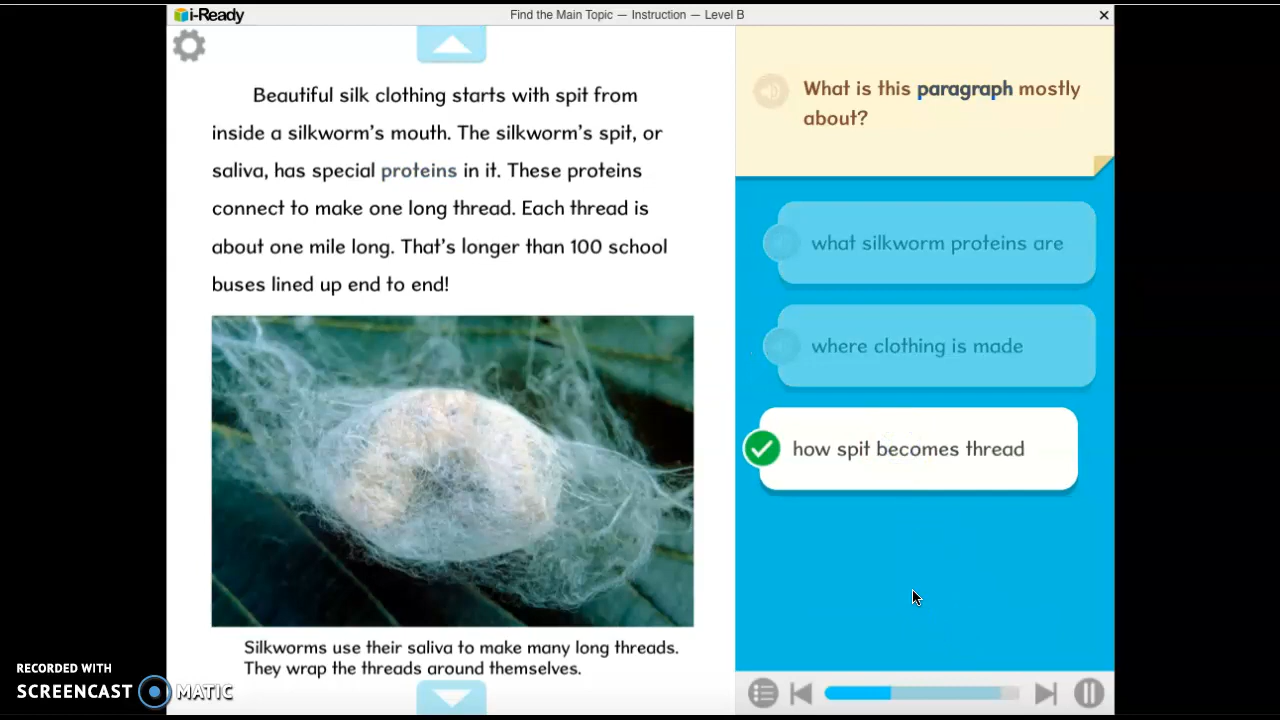 i-Ready
Find the Main Topic — Instruction — Level B
Beautiful silk clothing starts with spit from
inside a silkworm's mouth. The silkworm's spit, or
saliva, has special proteins in it. These proteins
connect to make one long thread. Each thread is
about one mile long. That's longer than 100 school
buses lined up end to end!
Silkworms use their saliva to make many long threads.
They wrap the threads around themselves.
What is this paragraph mostly
about?
what silkworm proteins are
where clothing is made
how spit becomes thread
RECORDED WITH
SCREENCAST MATIC